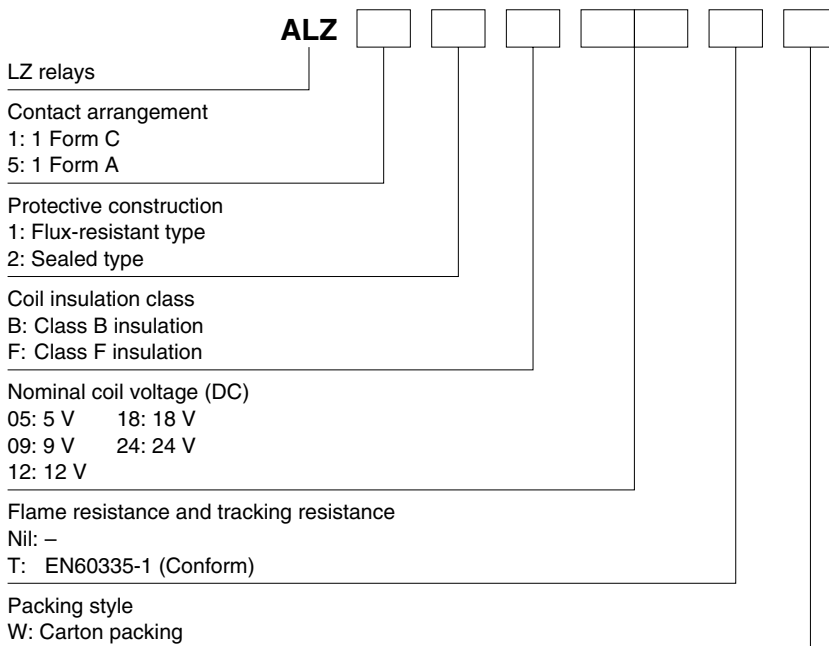 ALZ
LZ relays
Contact arrangement
1: 1 Form C
5: 1 Form A
Protective construction
1: Flux-resistant type
2: Sealed type
Coil insulation class
B: Class B insulation
F: Class F insulation
Nominal coil voltage (DC)
05: 5 V 18: 18 V
09: 9 V 24: 24 V
12: 12 V
Flame resistance and tracking resistance
Nil: –
T: EN60335-1 (Conform)
Packing style
W: Carton packing